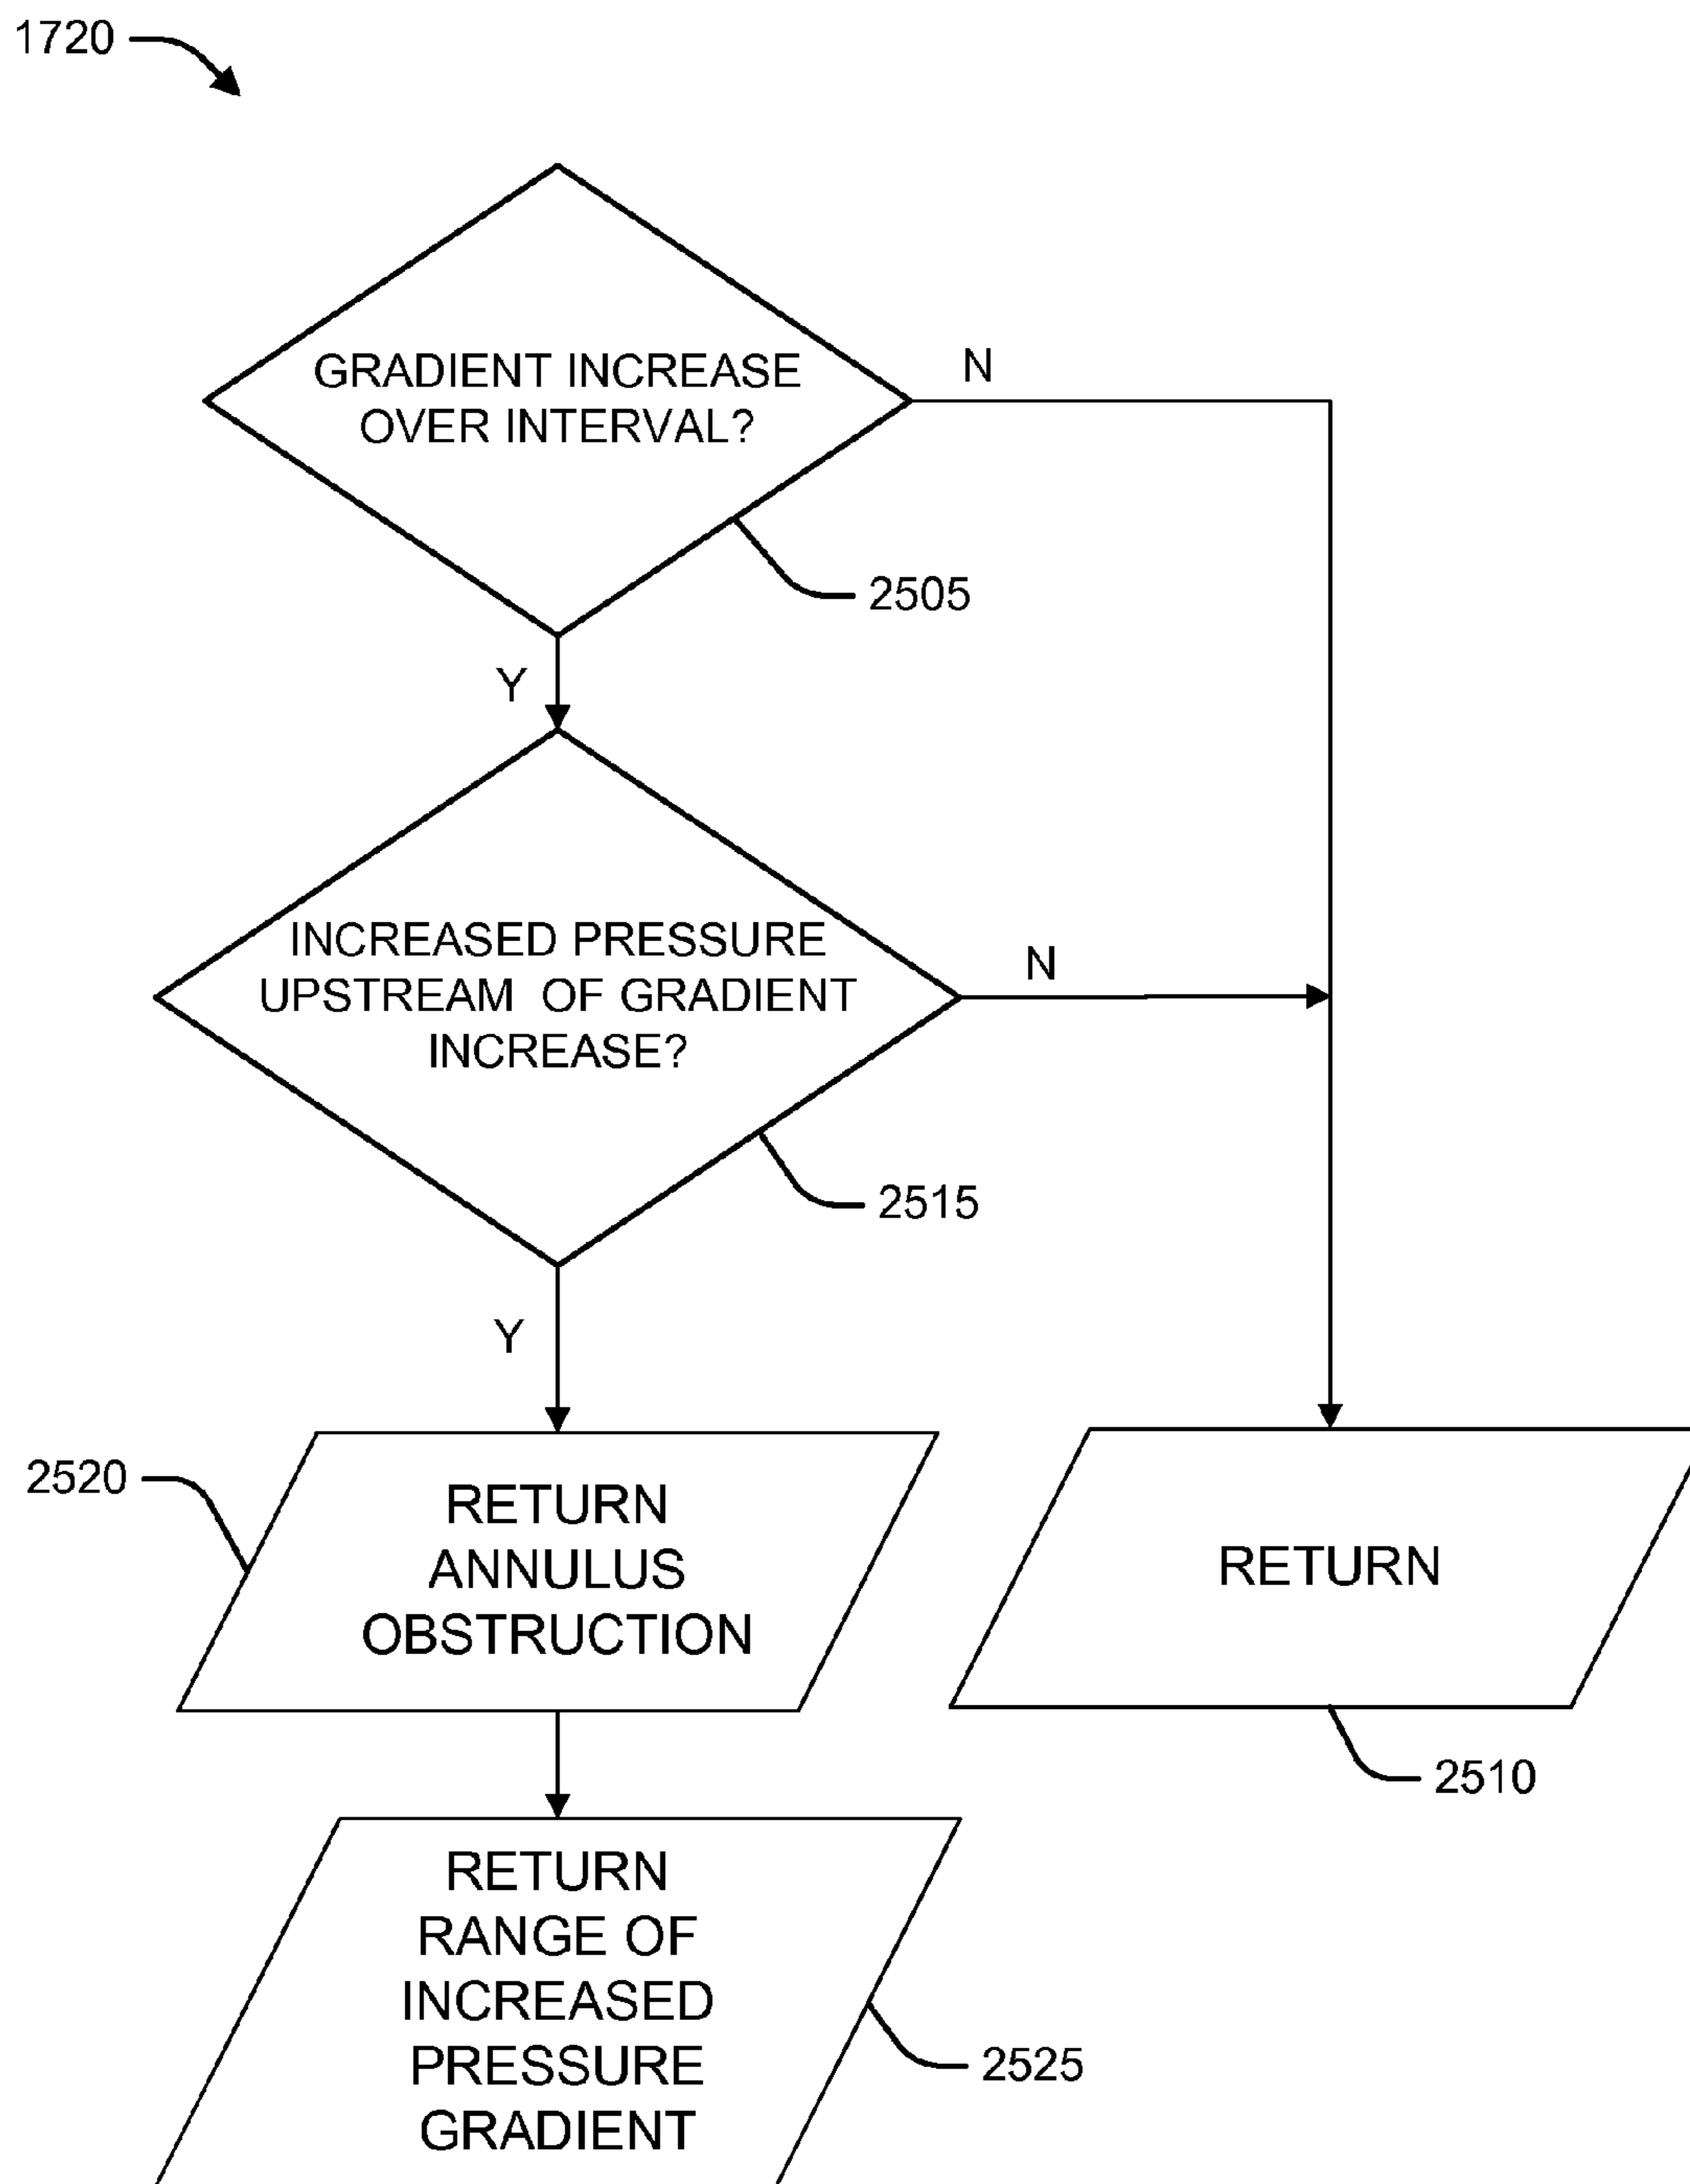 1720
GRADIENT INCREASE
OVER INTERVAL?
N
2505
Y
INCREASED PRESSURE
UPSTREAM OF GRADIENT
INCREASE?
N
2515
Y
2520
RETURN
ANNULUS
OBSTRUCTION
RETURN
2510
RETURN
RANGE OF
INCREASED
PRESSURE
GRADIENT
2525